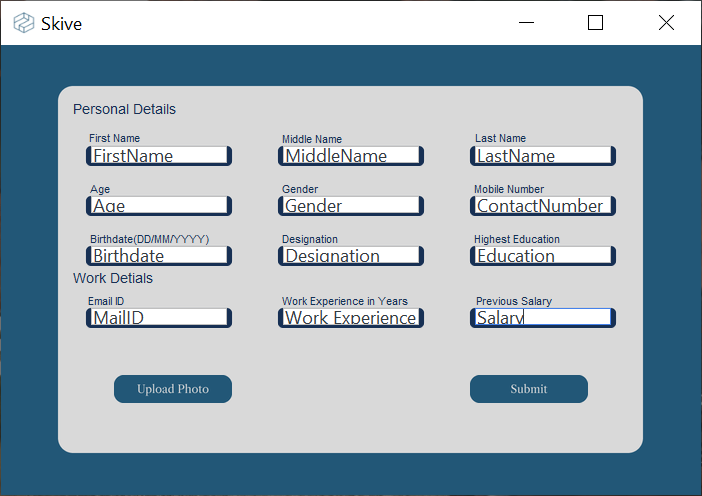 Skive
Personal Details
First Name
Middle Name
Last Name
FirstName
MiddleName
LastName
Age
Gender
Mobile Number
Age
Gender
ContactNumber
Birthdate(DD/MM/YYYY)
Designation
Highest Education
Birthdate
Designation
Education
Work Detials
Email ID
Work Experience in Years
Previous Salary
MailID
Work Experience
Salary
Upload Photo
Submit